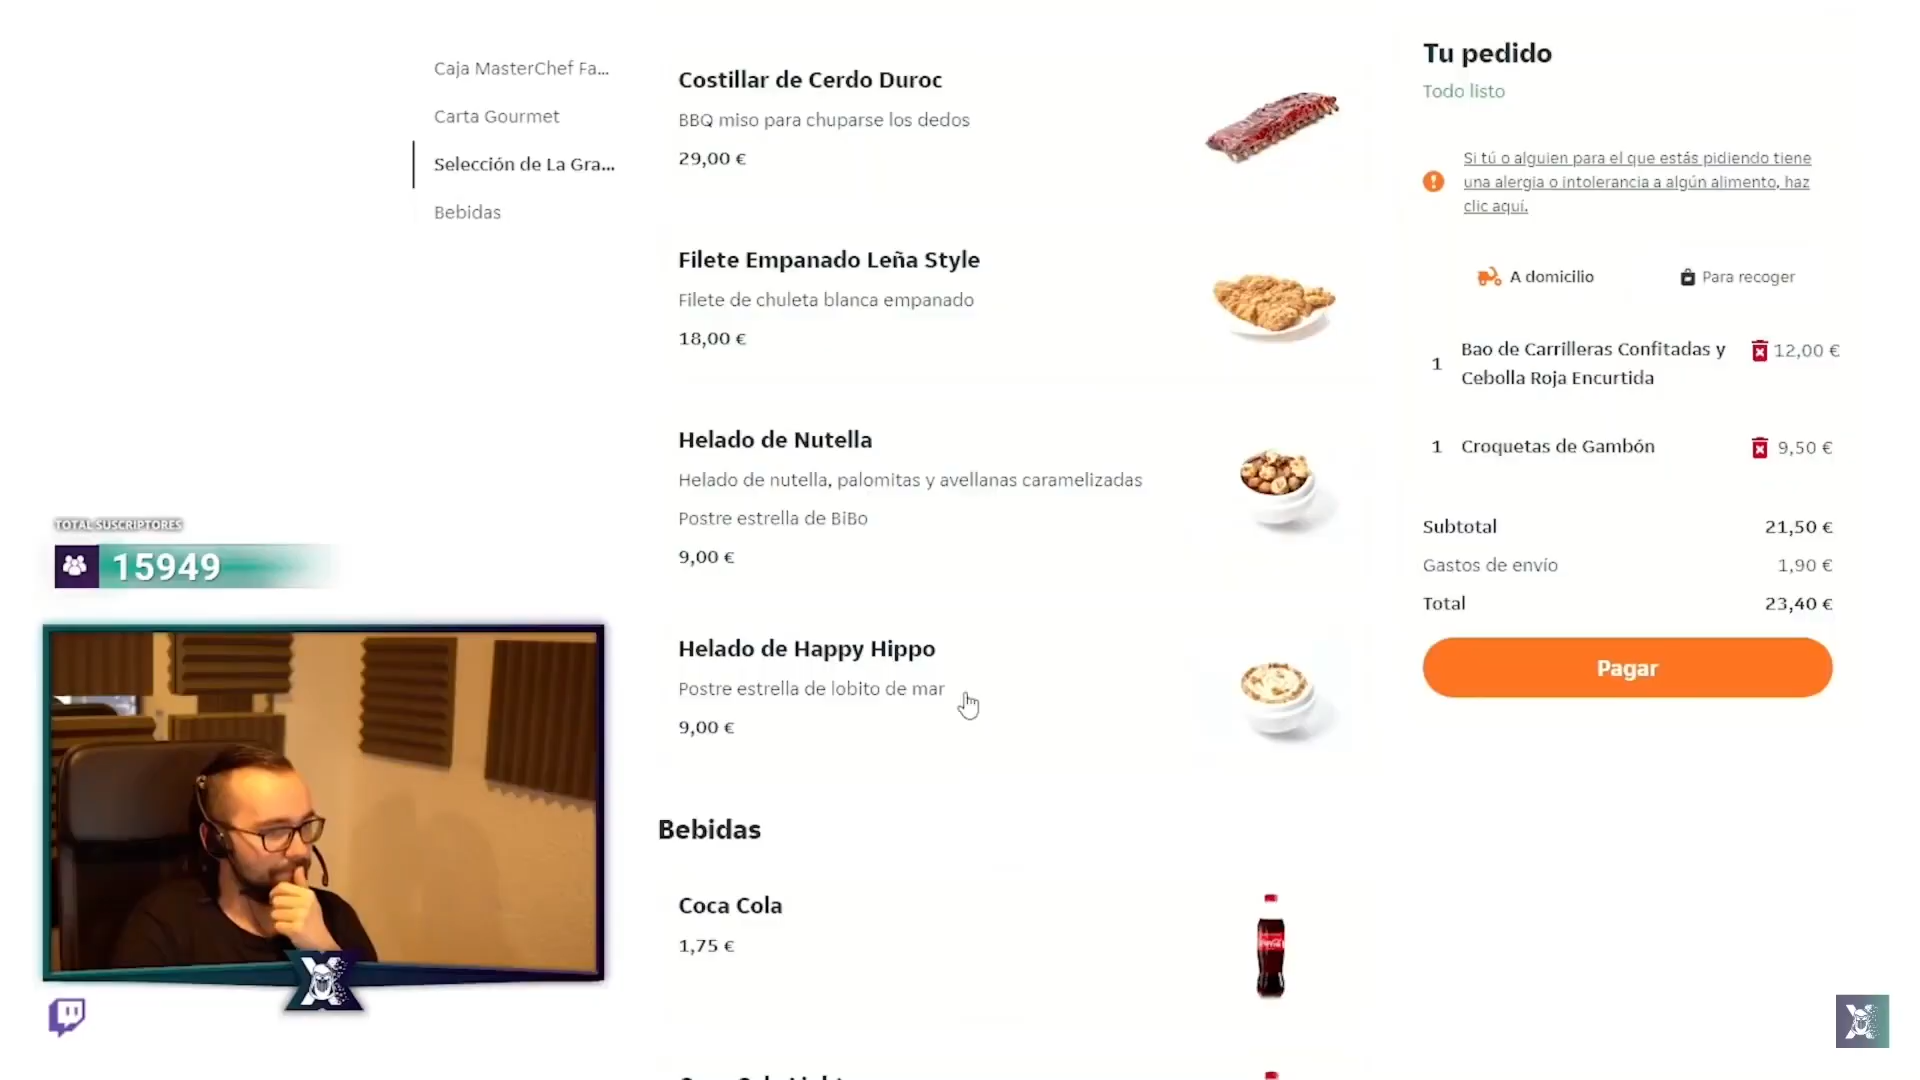 Caja MasterChef Fa...
Carta Gourmet
Selección de La Gra...
Bebidas
Costillar de Cerdo Duroc
BBQ miso para chuparse los dedos
29,00 €
Filete Empanado Leña Style
Filete de chuleta blanca empanado
18,00 €
Helado de Nutella
Helado de nutella, palomitas y avellanas caramelizadas
Postre estrella de BiBo
9,00 €
Helado de Happy Hippo
Postre estrella de lobito de mar
9,00 €
Bebidas
Coca Cola
1,75 €
Tu pedido
Todo listo
Si tú o alguien para el que estás pidiendo tiene
una alergia o intolerancia a algún alimento, haz
clic aquí.
A domicilio
Para recoger
1 Bao de Carrilleras Confitadas y 12,00 €
Cebolla Roja Encurtida
1 Croquetas de Gambón 9,50 €
Subtotal 21,50 €
Gastos de envío 1,90 €
Total 23,40 €
Pagar
TOTAL SUSCRIPTORES
15949